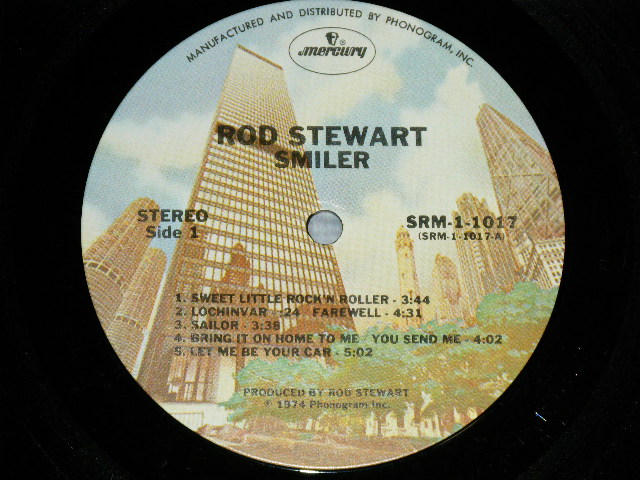 MANUFACTURED AND DISTRIBUTED BY PHONOGRAM, INC.
mercury ®
ROD STEWART
SMILER
STEREO
Side 1
SRM-1-1017
(SRM-1-1017-A)
1. SWEET LITTLE ROCK'N ROLLER - 3:44
2. LOCHINVAR - :24 FAREWELL - 4:31
3. SAILOR - 3:38
4. BRING IT ON HOME TO ME YOU SEND ME - 4:02
5. LET ME BE YOUR CAR - 5:02
PRODUCED BY ROD STEWART
℗ 1974 Phonogram, Inc.